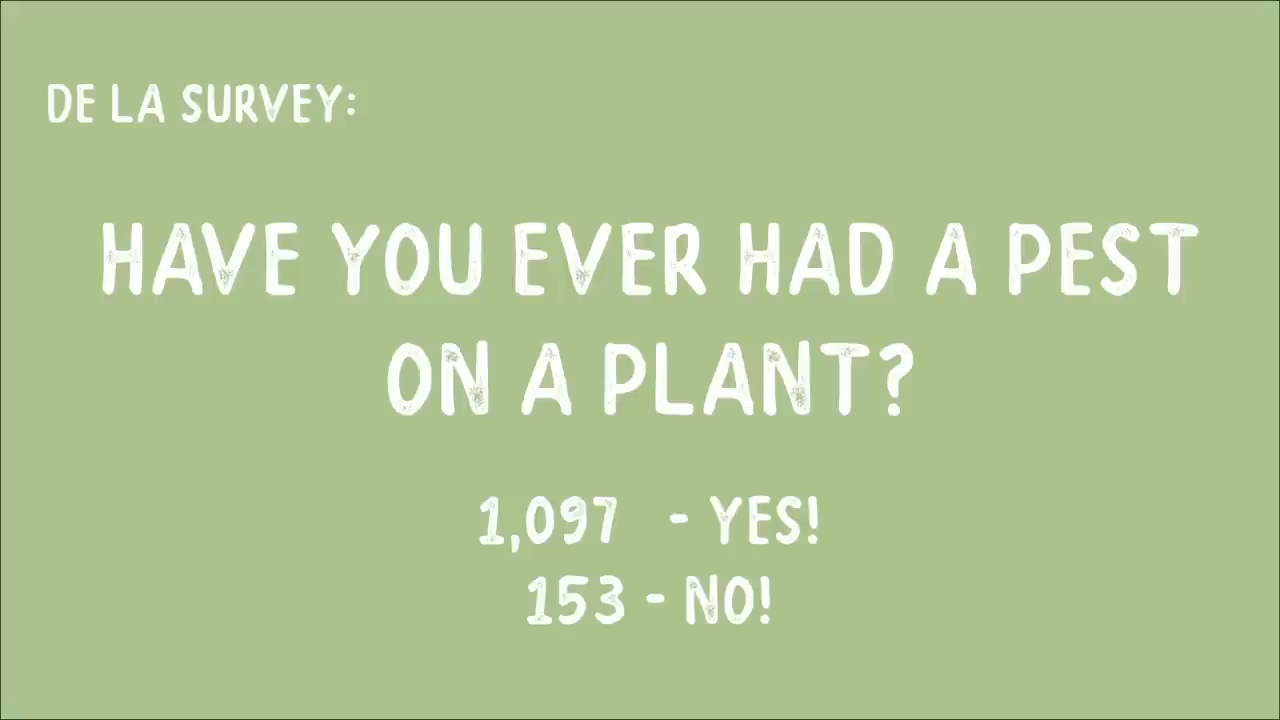 DE LA SURVEY:
HAVE YOU EVER HAD A PEST
ON A PLANT?
1,097 - YES!
153 - NO!